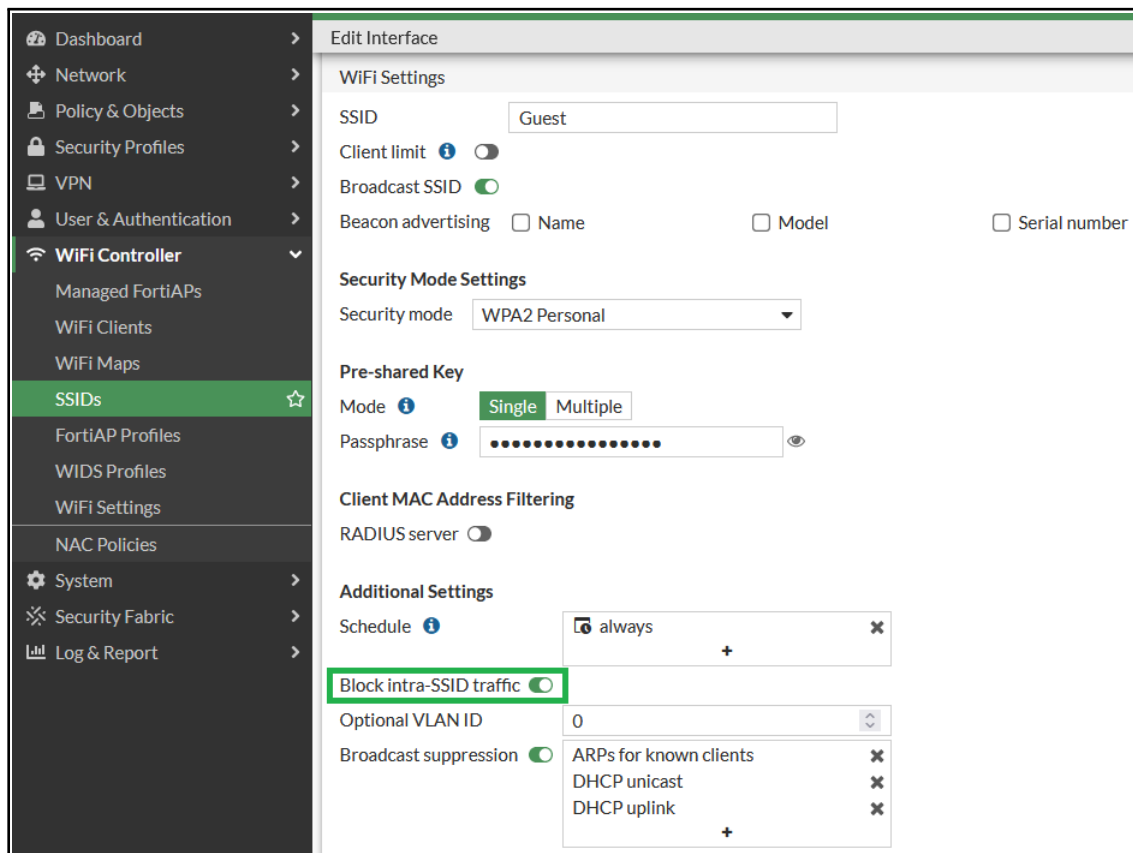 Dashboard
Network
Policy & Objects
Security Profiles
VPN
User & Authentication
WiFi Controller
Managed FortiAPs
WiFi Clients
WiFi Maps
SSIDs
FortiAP Profiles
WIDS Profiles
WiFi Settings
NAC Policies
System
Security Fabric
Log & Report
Edit Interface
WiFi Settings
SSID Guest
Client limit
Broadcast SSID
Beacon advertising Name Model Serial number
Security Mode Settings
Security mode WPA2 Personal
Pre-shared Key
Mode Single Multiple
Passphrase ●●●●●●●●●●●●●●●●
Client MAC Address Filtering
RADIUS server
Additional Settings
Schedule always
+
Block intra-SSID traffic
Optional VLAN ID 0
Broadcast suppression ARPs for known clients
DHCP unicast
DHCP uplink
+